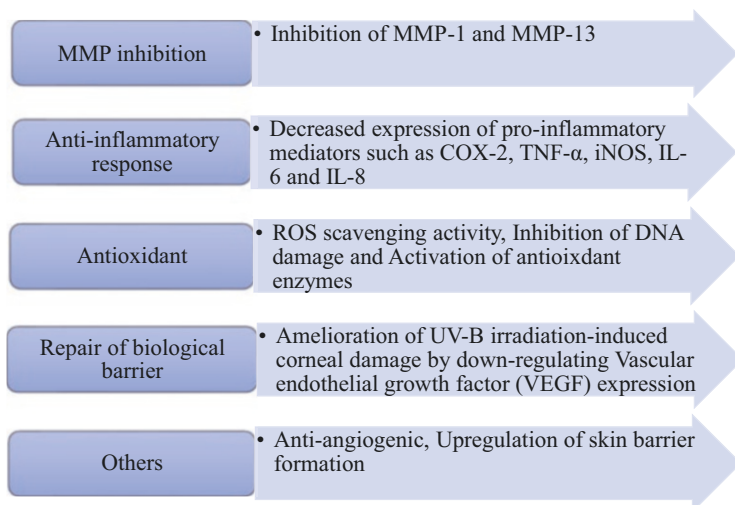 MMP inhibition
• Inhibition of MMP-1 and MMP-13
Anti-inflammatory
response
• Decreased expression of pro-inflammatory
mediators such as COX-2, TNF-α, iNOS, IL-
6 and IL-8
Antioxidant
• ROS scavenging activity, Inhibition of DNA
damage and Activation of antioixdant
enzymes
Repair of biological
barrier
• Amelioration of UV-B irradiation-induced
corneal damage by down-regulating Vascular
endothelial growth factor (VEGF) expression
Others
• Anti-angiogenic, Upregulation of skin barrier
formation